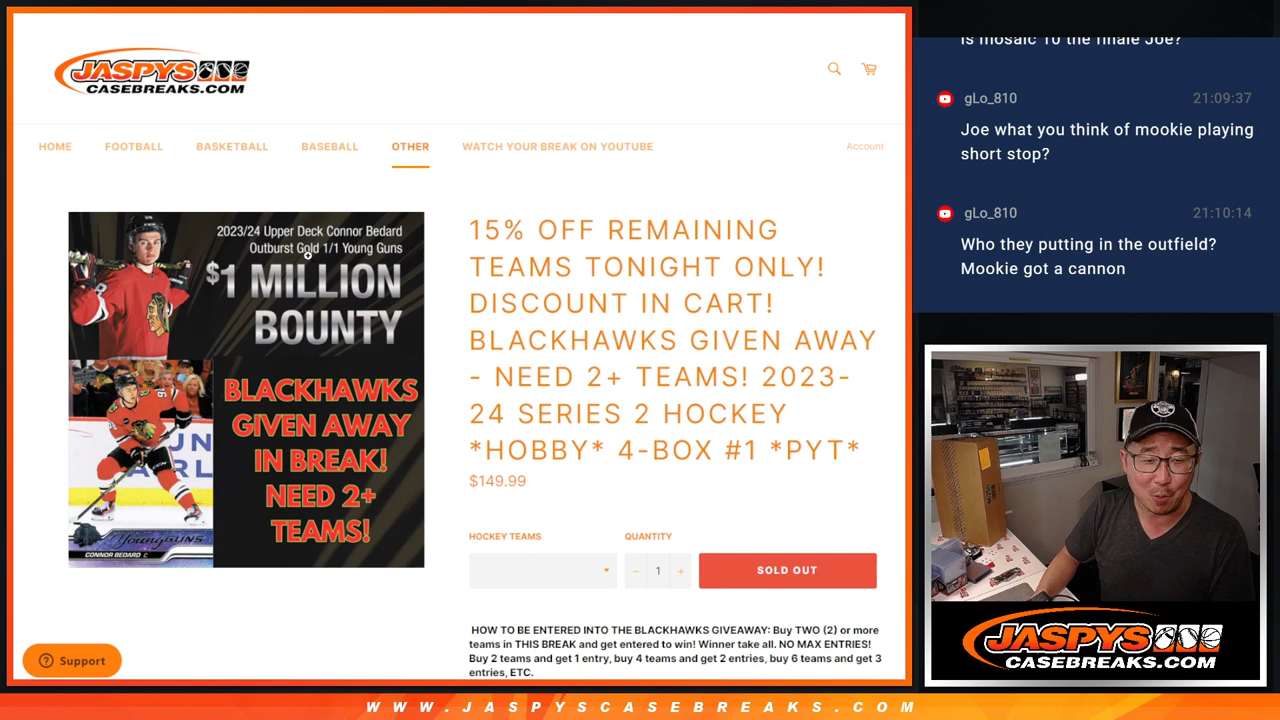 JASPYS
CASEBREAKS.COM
HOME
FOOTBALL
BASKETBALL
BASEBALL
OTHER
WATCH YOUR BREAK ON YOUTUBE
Account
2023/24 Upper Deck Connor Bedard
Outburst Gold 1/1 Young Guns
$1 MILLION
BOUNTY
BLACKHAWKS
GIVEN AWAY
IN BREAK!
NEED 2+
TEAMS!
Young Guns
CONNOR BEDARD C
15% OFF REMAINING
TEAMS TONIGHT ONLY!
DISCOUNT IN CART!
BLACKHAWKS GIVEN AWAY
- NEED 2+ TEAMS! 2023-
24 SERIES 2 HOCKEY
*HOBBY* 4-BOX #1 *PYT*
$149.99
HOCKEY TEAMS
QUANTITY
− 1 +
SOLD OUT
HOW TO BE ENTERED INTO THE BLACKHAWKS GIVEAWAY: Buy TWO (2) or more
teams in THIS BREAK and get entered to win! Winner take all. NO MAX ENTRIES!
Buy 2 teams and get 1 entry, buy 4 teams and get 2 entries, buy 6 teams and get 3
entries, ETC.
Support
is mosaic 10 the finale Joe?
gLo_810
21:09:37
Joe what you think of mookie playing
short stop?
gLo_810
21:10:14
Who they putting in the outfield?
Mookie got a cannon
JASPYS
CASEBREAKS.COM
WWW.JASPYSCASEBREAKS.COM